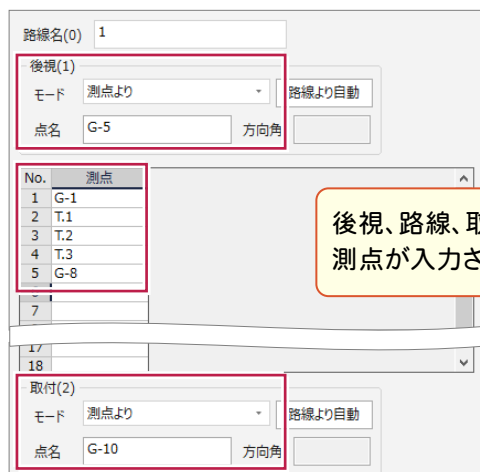 路線名(0) 1
後視(1)
モード 測点より 路線より自動
点名 G-5 方向角
No. 測点
1 G-1
2 T.1
3 T.2
4 T.3
5 G-8
7
17
18
後視、路線、取
測点が入力さ
取付(2)
モード 測点より 路線より自動
点名 G-10 方向角